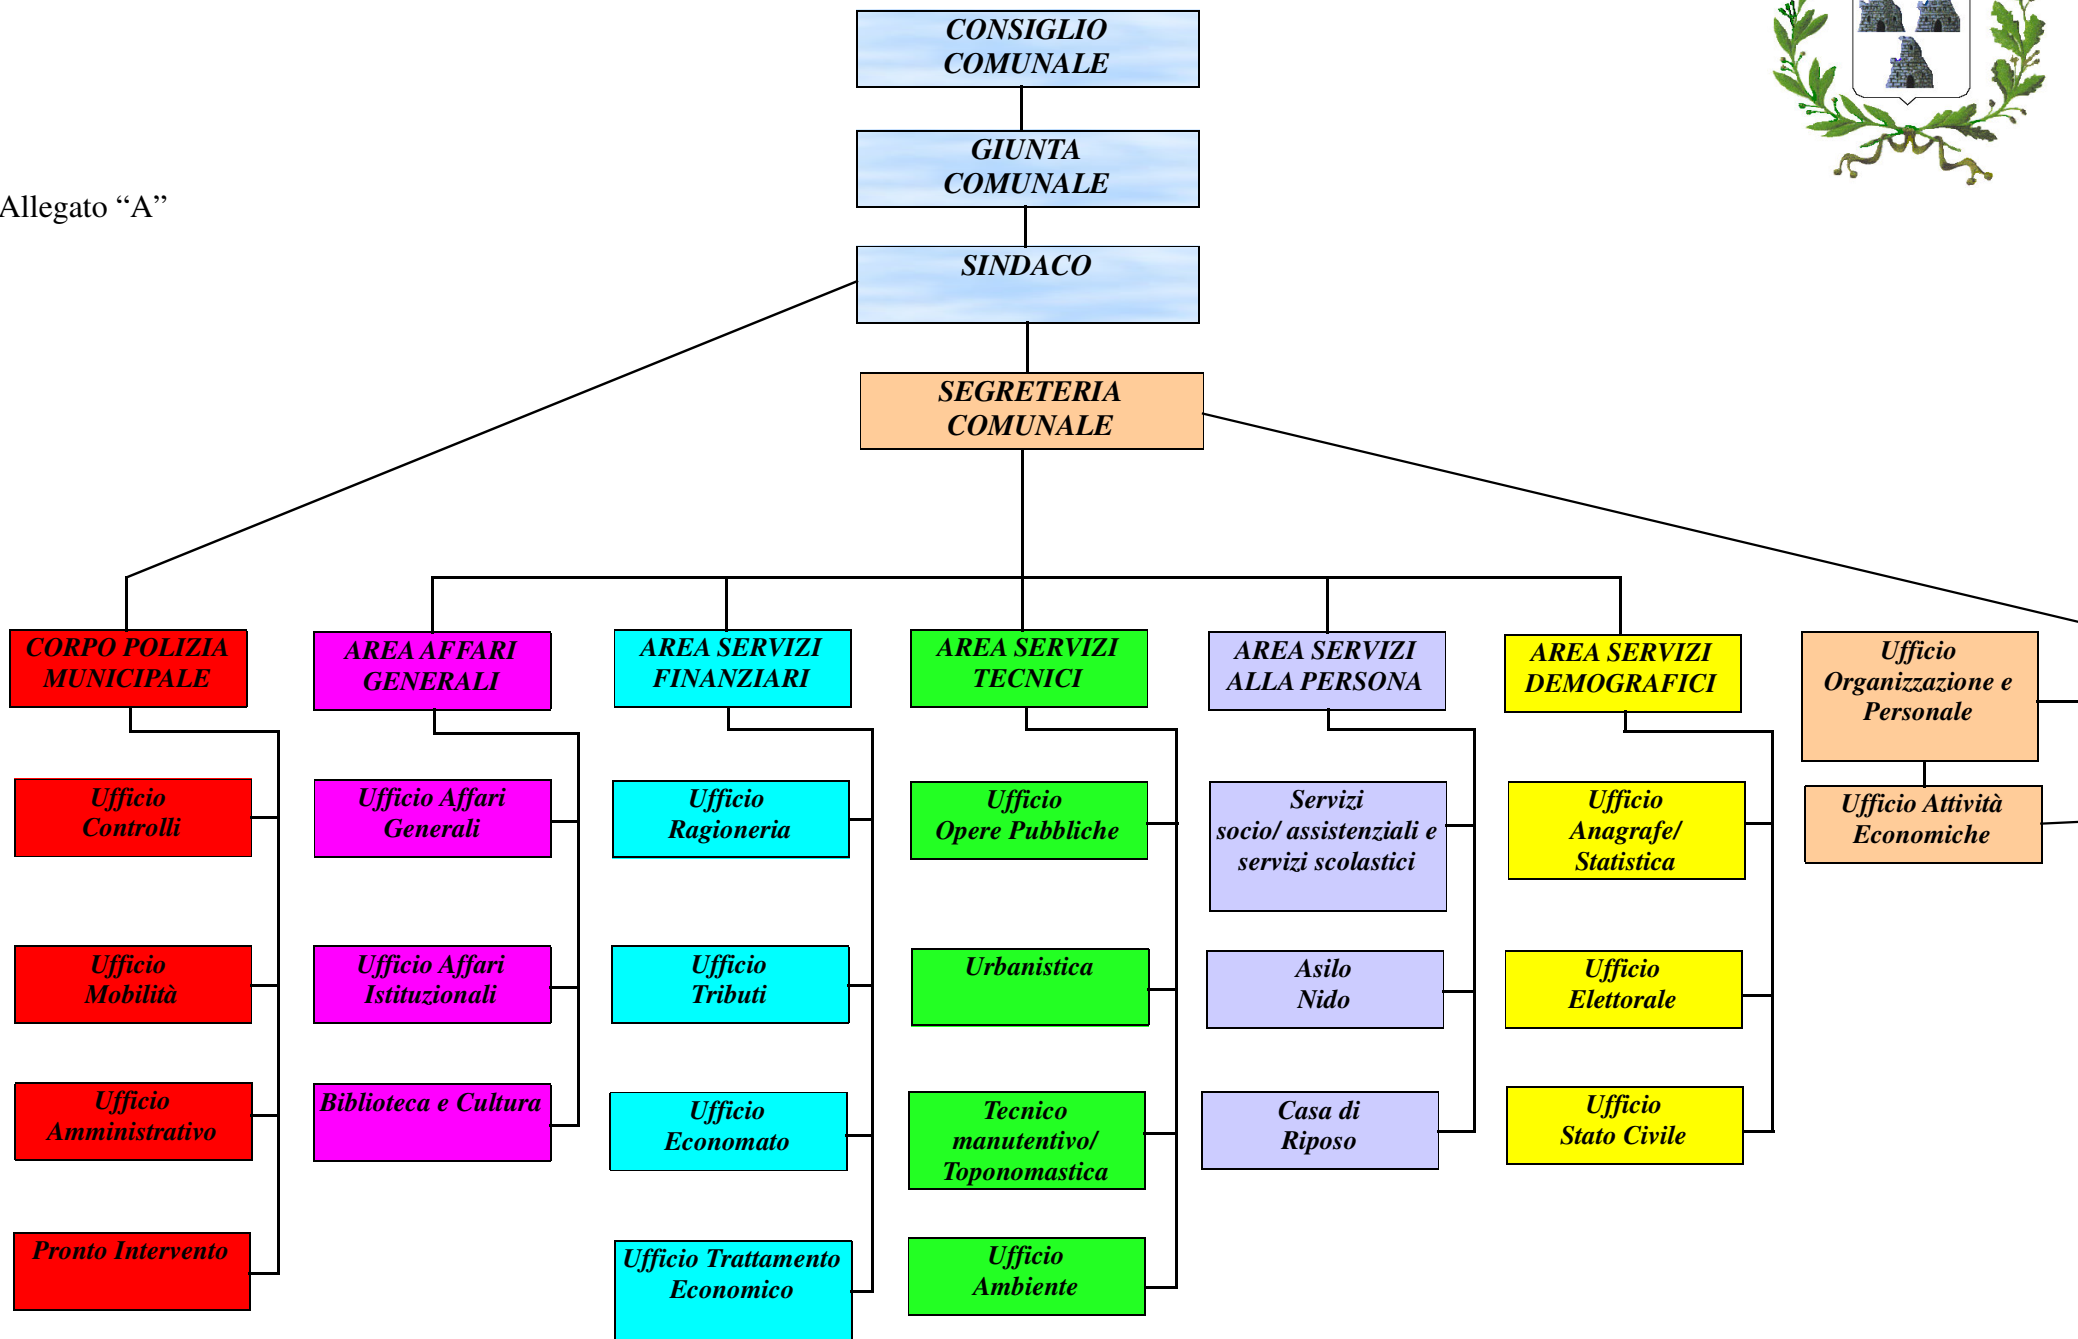 CONSIGLIO
COMUNALE
GIUNTA
COMUNALE
Allegato “A”
SINDACO
SEGRETERIA
COMUNALE
CORPO POLIZIA
MUNICIPALE
AREA AFFARI
GENERALI
AREA SERVIZI
FINANZIARI
AREA SERVIZI
TECNICI
AREA SERVIZI
ALLA PERSONA
AREA SERVIZI
DEMOGRAFICI
Ufficio
Organizzazione e
Personale
Ufficio
Controlli
Ufficio Affari
Generali
Ufficio
Ragioneria
Ufficio
Opere Pubbliche
Servizi
socio/ assistenziali e
servizi scolastici
Ufficio
Anagrafe/
Statistica
Ufficio Attività
Economiche
Ufficio
Mobilità
Ufficio Affari
Istituzionali
Ufficio
Tributi
Urbanistica
Asilo
Nido
Ufficio
Elettorale
Ufficio
Amministrativo
Biblioteca e Cultura
Ufficio
Economato
Tecnico
manutentivo/
Toponomastica
Casa di
Riposo
Ufficio
Stato Civile
Pronto Intervento
Ufficio Trattamento
Economico
Ufficio
Ambiente